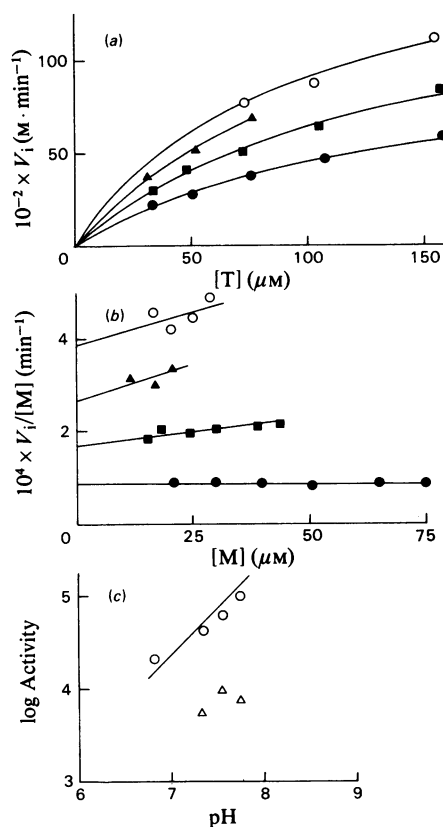 (a)
100
50
10⁻² × Vᵢ (M · min⁻¹)
0 50 100 150
[T] (μM)
(b)
4
2
0
10⁴ × Vᵢ/[M] (min⁻¹)
0 25 50 75
[M] (μM)
(c)
5
4
3
log Activity
6 7 8 9
pH